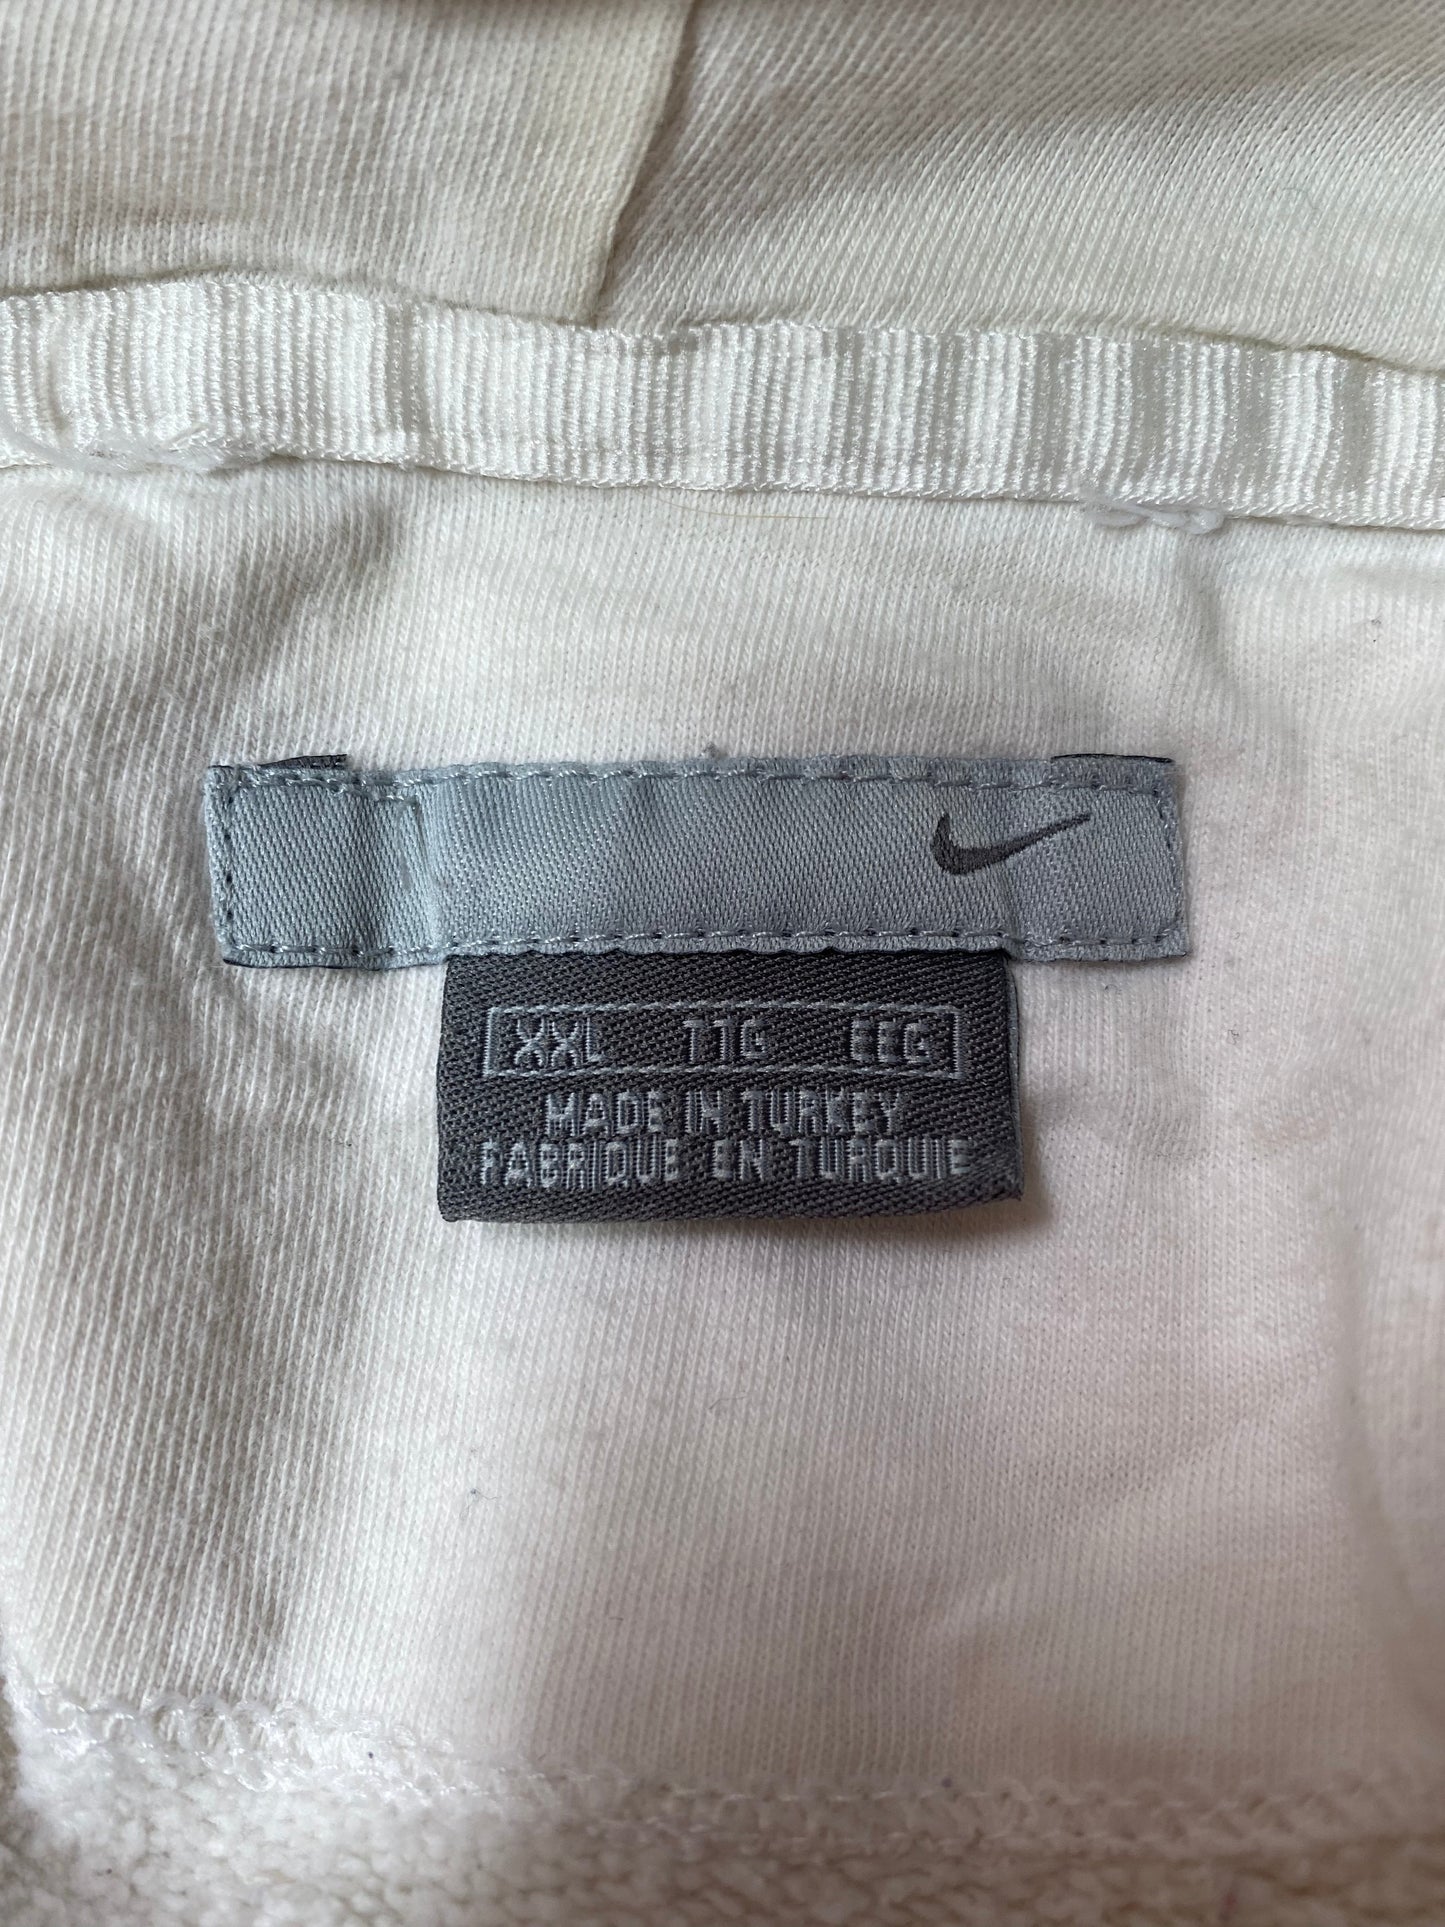 XXL TTG EEG
MADE IN TURKEY
FABRIQUE EN TURQUIE